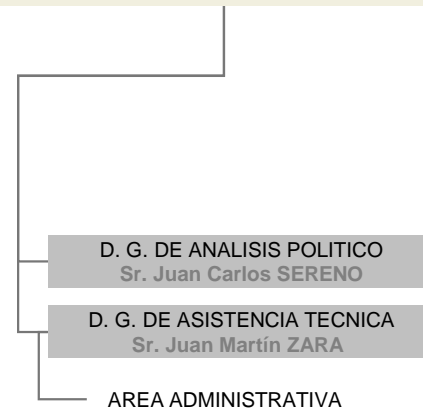 D. G. DE ANALISIS POLITICO
Sr. Juan Carlos SERENO
D. G. DE ASISTENCIA TECNICA
Sr. Juan Martín ZARA
AREA ADMINISTRATIVA